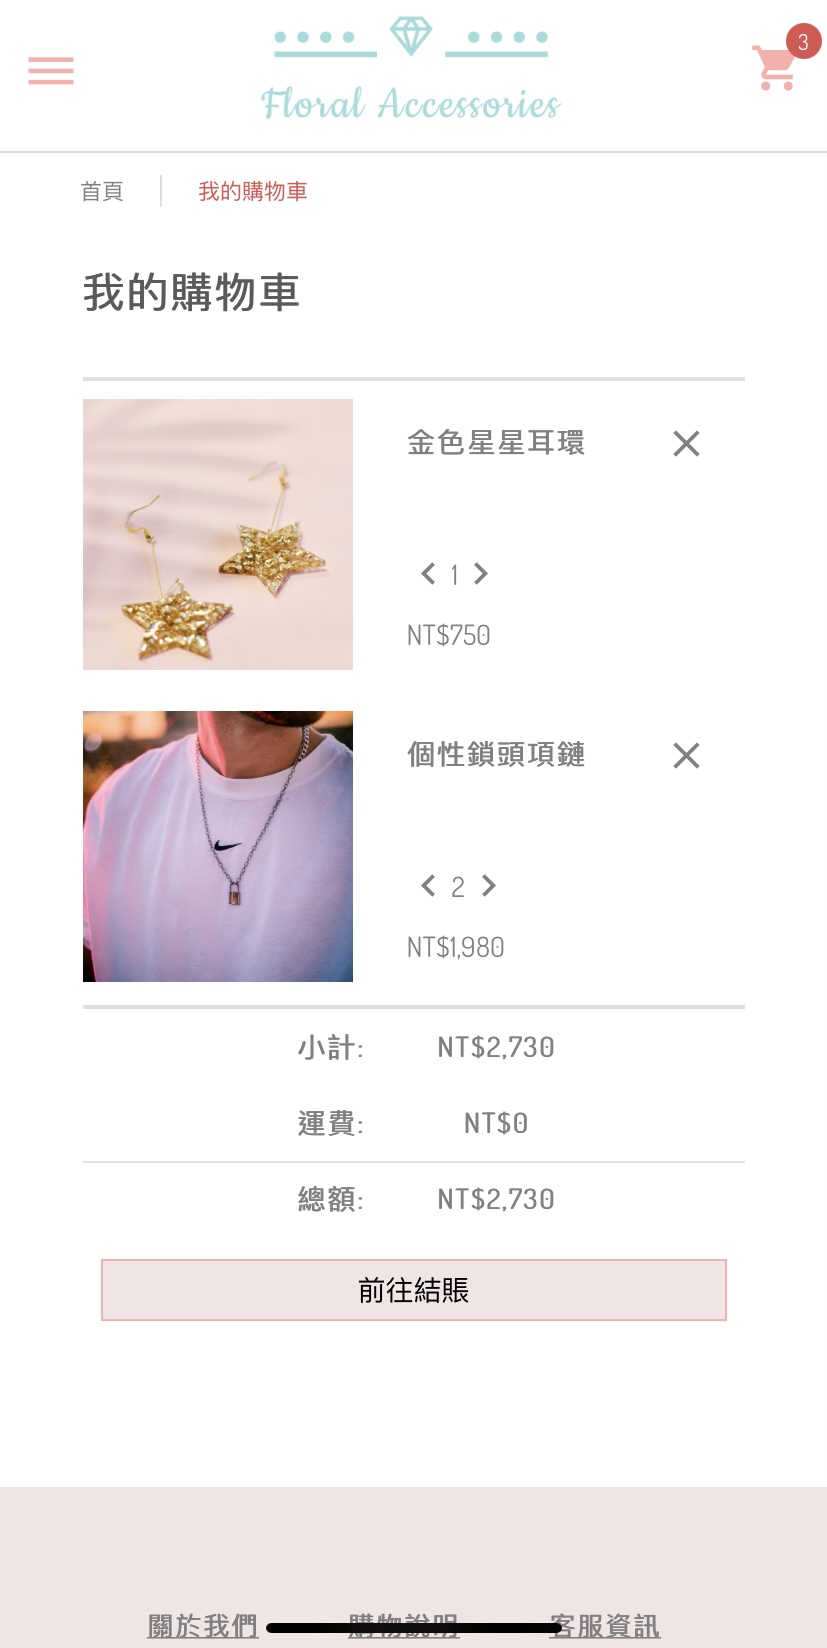 Floral Accessories
3
首頁
我的購物車
我的購物車
金色星星耳環
1
NT$750
個性鎖頭項鏈
2
NT$1,980
小計: NT$2,730
運費: NT$0
總額: NT$2,730
前往結賬
關於我們 購物說明 客服資訊